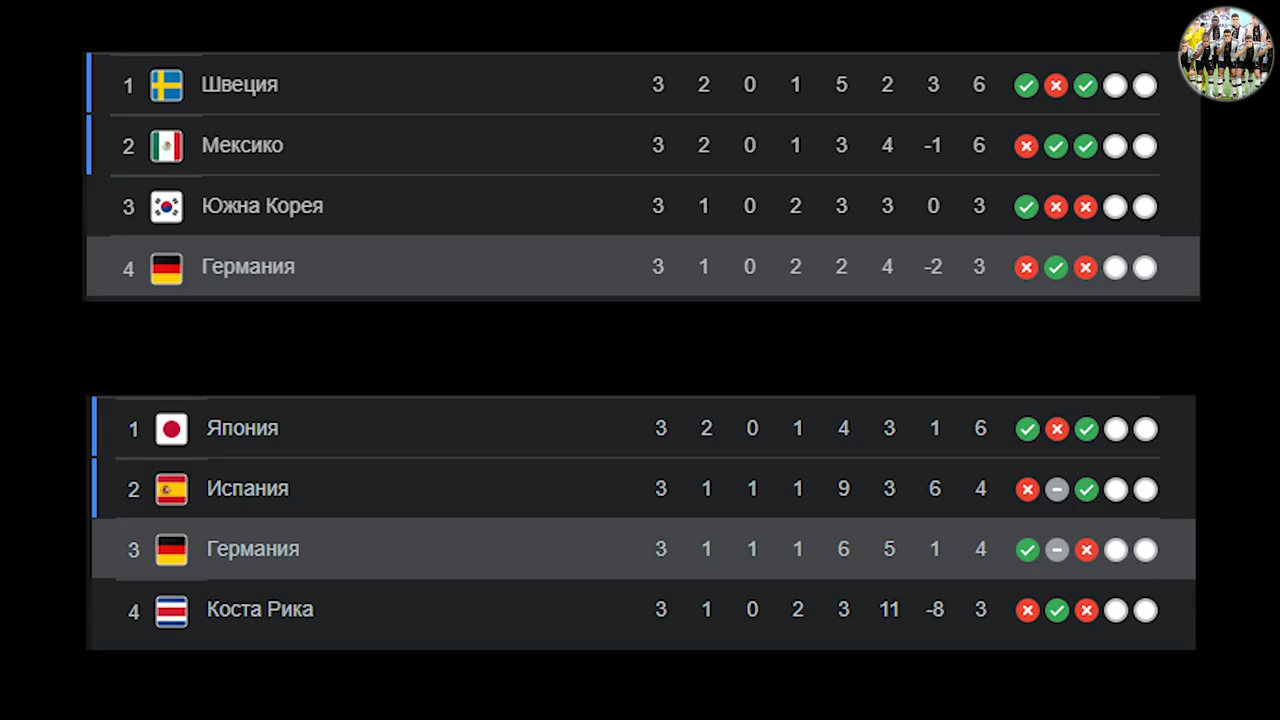 1 Швеция 3 2 0 1 5 2 3 6
2 Мексико 3 2 0 1 3 4 -1 6
3 Южна Корея 3 1 0 2 3 3 0 3
4 Германия 3 1 0 2 2 4 -2 3
1 Япония 3 2 0 1 4 3 1 6
2 Испания 3 1 1 1 9 3 6 4
3 Германия 3 1 1 1 6 5 1 4
4 Коста Рика 3 1 0 2 3 11 -8 3